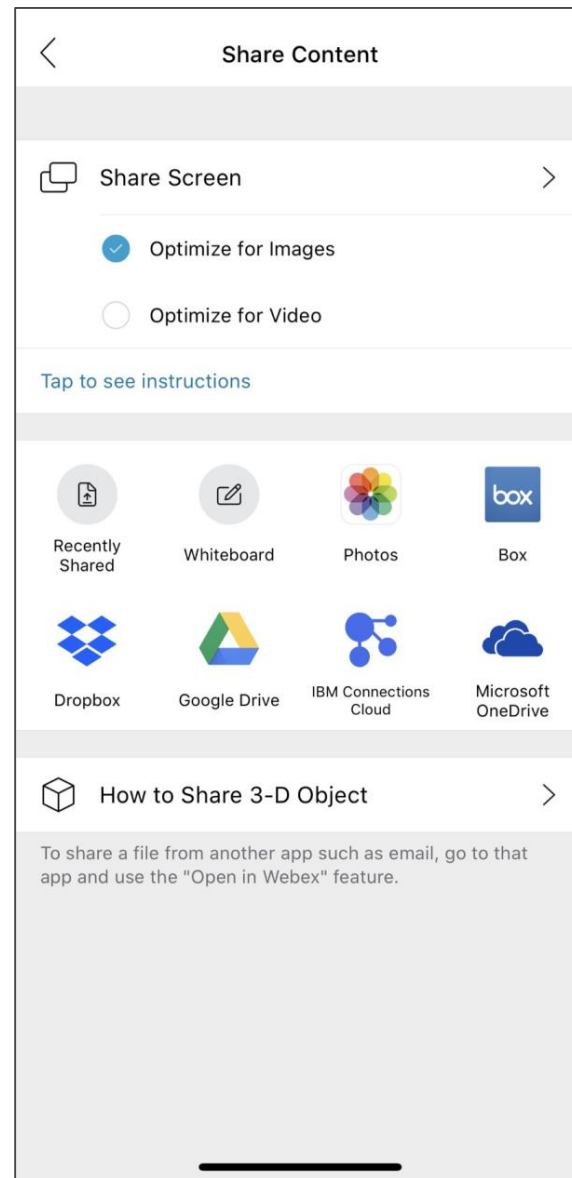 Share Content
Share Screen
Optimize for Images
Optimize for Video
Tap to see instructions
Recently
Shared
Whiteboard
Photos
box
Box
Dropbox
Google Drive
IBM Connections
Cloud
Microsoft
OneDrive
How to Share 3-D Object
To share a file from another app such as email, go to that
app and use the "Open in Webex" feature.